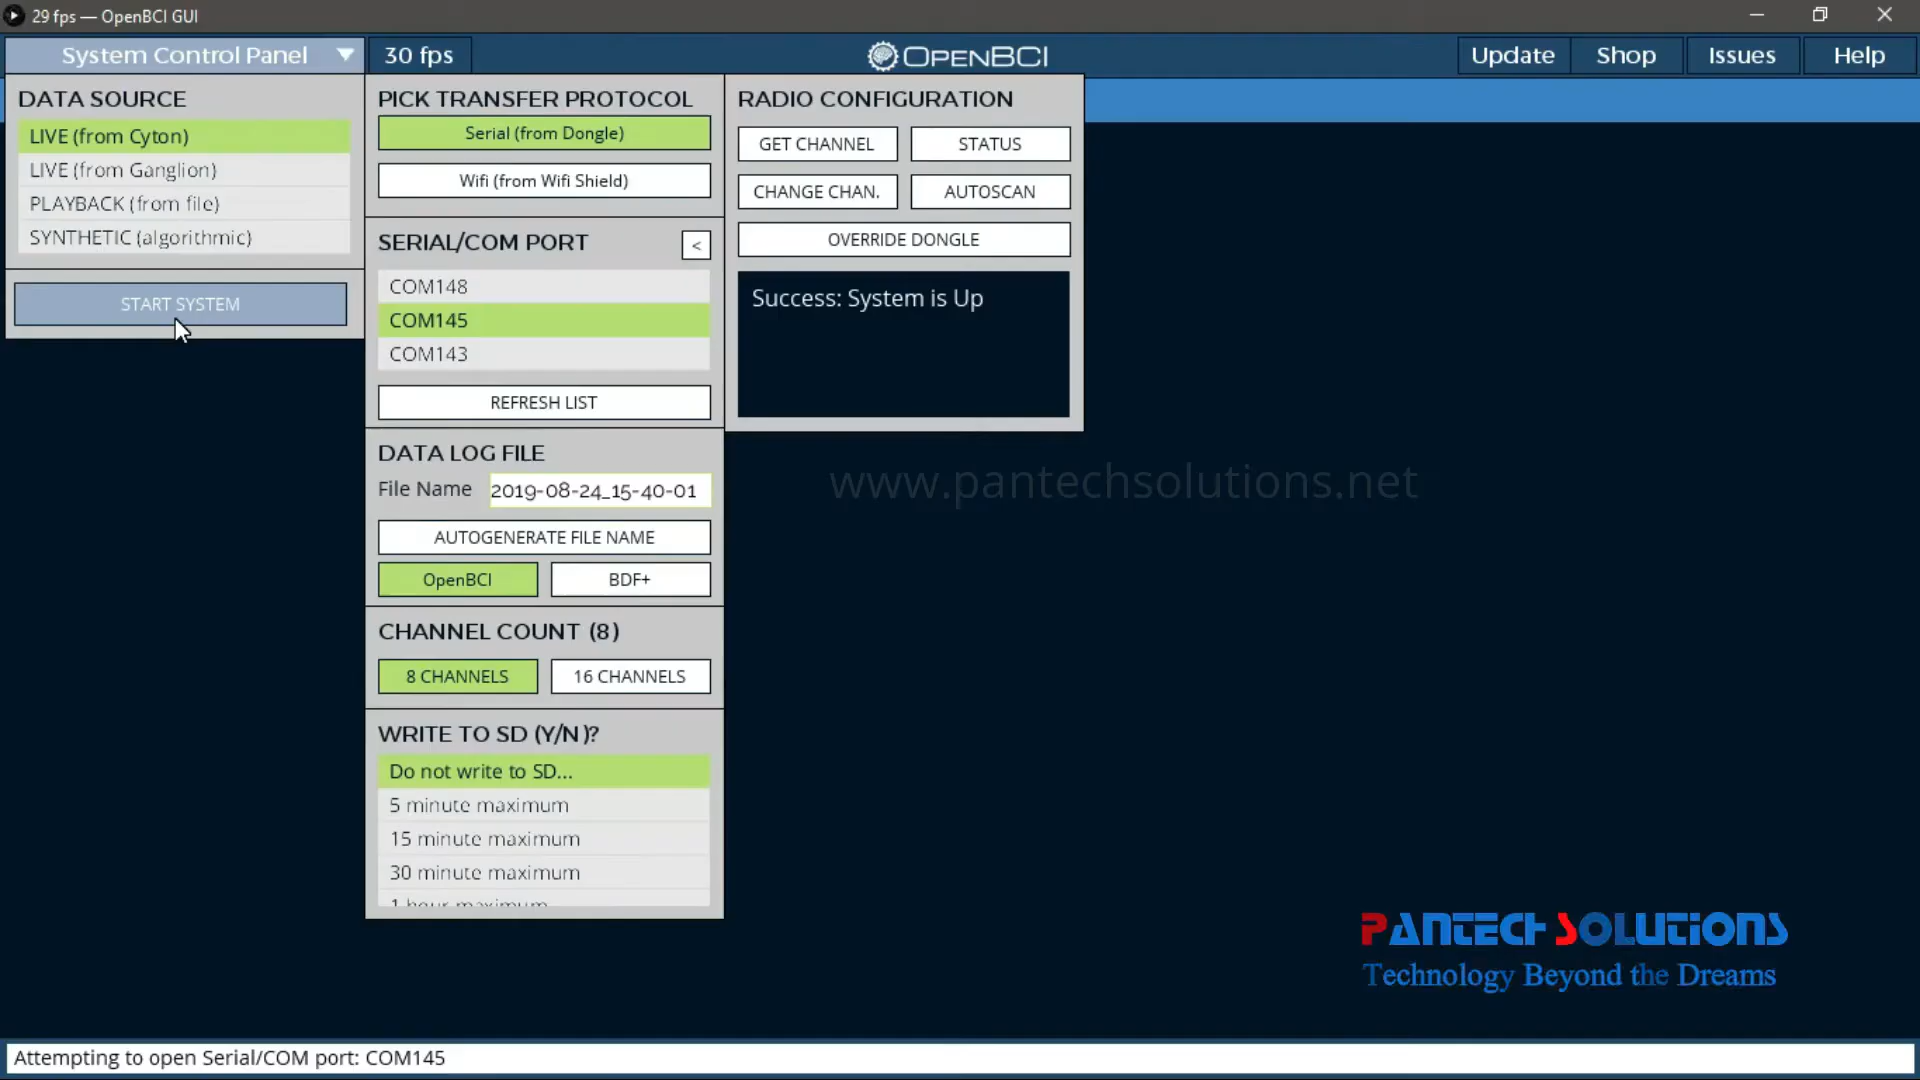 29 fps — OpenBCI GUI
System Control Panel
30 fps
OPENBCI
Update
Shop
Issues
Help
DATA SOURCE
LIVE (from Cyton)
LIVE (from Ganglion)
PLAYBACK (from file)
SYNTHETIC (algorithmic)
START SYSTEM
PICK TRANSFER PROTOCOL
Serial (from Dongle)
Wifi (from Wifi Shield)
SERIAL/COM PORT
<
COM148
COM145
COM143
REFRESH LIST
DATA LOG FILE
File Name 2019-08-24_15-40-01
AUTOGENERATE FILE NAME
OpenBCI
BDF+
CHANNEL COUNT (8)
8 CHANNELS
16 CHANNELS
WRITE TO SD (Y/N)?
Do not write to SD...
5 minute maximum
15 minute maximum
30 minute maximum
1 hour maximum
RADIO CONFIGURATION
GET CHANNEL
STATUS
CHANGE CHAN.
AUTOSCAN
OVERRIDE DONGLE
Success: System is Up
www.pantechsolutions.net
PANTECH SOLUTIONS
Technology Beyond the Dreams
Attempting to open Serial/COM port: COM145